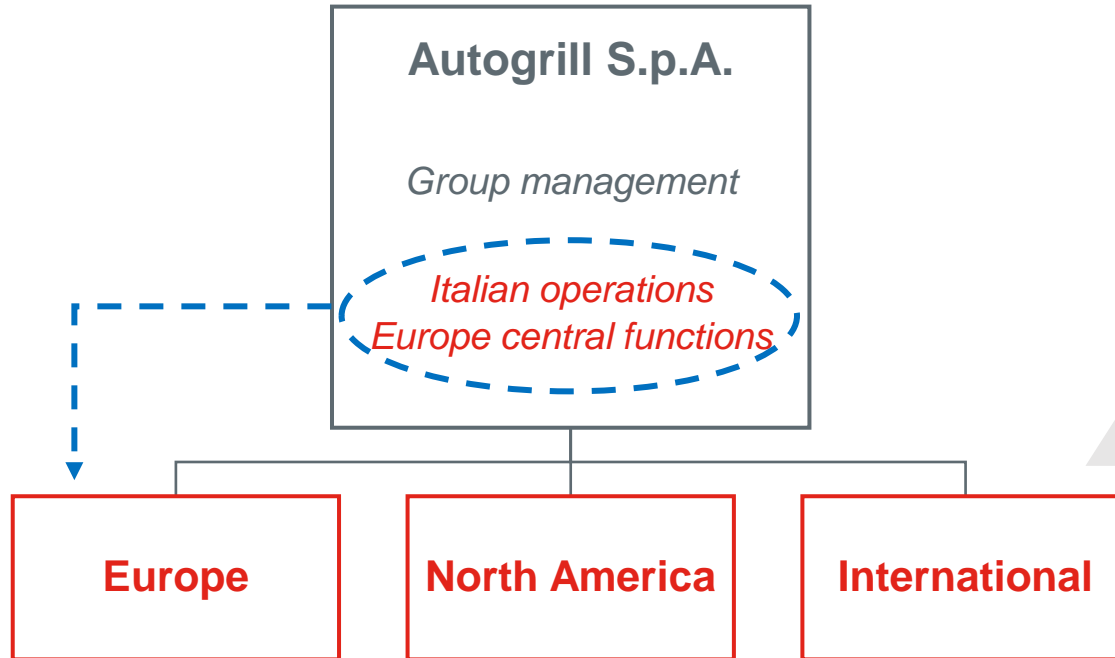 Autogrill S.p.A.
Group management
Italian operations
Europe central functions
Europe
North America
International